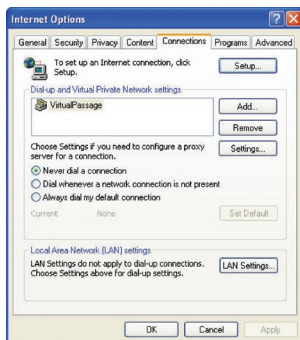 Internet Options
General Security Privacy Content Connections Programs Advanced
To set up an Internet connection, click Setup.
Setup...
Dial-up and Virtual Private Network settings
VirtualPassage
Add...
Remove
Choose Settings if you need to configure a proxy
server for a connection.
Settings...
Never dial a connection
Dial whenever a network connection is not present
Always dial my default connection
Current None
Set Default
Local Area Network (LAN) settings
LAN Settings do not apply to dial-up connections.
Choose Settings above for dial-up settings.
LAN Settings...
OK Cancel Apply